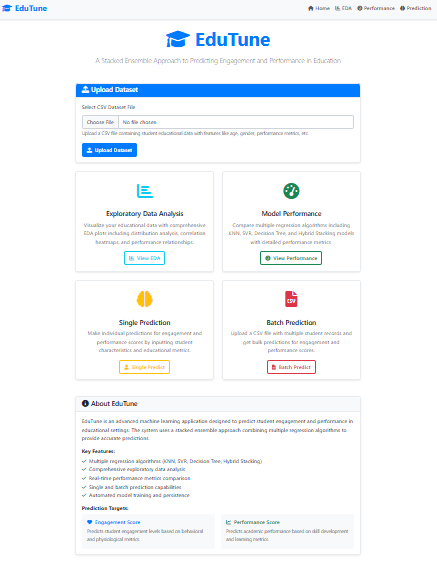 EduTune
Home EDA Performance Prediction
EduTune
A Stacked Ensemble Approach to Predicting Engagement and Performance in Education
Upload Dataset
Select CSV Dataset File
Choose File No file chosen
Upload a CSV file containing student educational data with features like age, gender, performance metrics, etc.
Upload Dataset
Exploratory Data Analysis
Visualize your educational data with comprehensive
EDA plots including distribution analysis, correlation
heatmaps, and performance relationships.
View EDA
Model Performance
Compare multiple regression algorithms including
KNN, SVR, Decision Tree, and Hybrid Stacking models
with detailed performance metrics.
View Performance
Single Prediction
Make individual predictions for engagement and
performance scores by inputting student
characteristics and educational metrics.
Single Predict
CSV
Batch Prediction
Upload a CSV file with multiple student records and
get bulk predictions for engagement and
performance scores.
Batch Predict
About EduTune
EduTune is an advanced machine learning application designed to predict student engagement and performance in
educational settings. The system uses a stacked ensemble approach combining multiple regression algorithms to
provide accurate predictions.
Key Features:
Multiple regression algorithms (KNN, SVR, Decision Tree, Hybrid Stacking)
Comprehensive exploratory data analysis
Real-time performance metrics comparison
Single and batch prediction capabilities
Automated model training and persistence
Prediction Targets:
Engagement Score
Predicts student engagement levels based on behavioral
and physiological metrics
Performance Score
Predicts academic performance based on skill development
and learning metrics